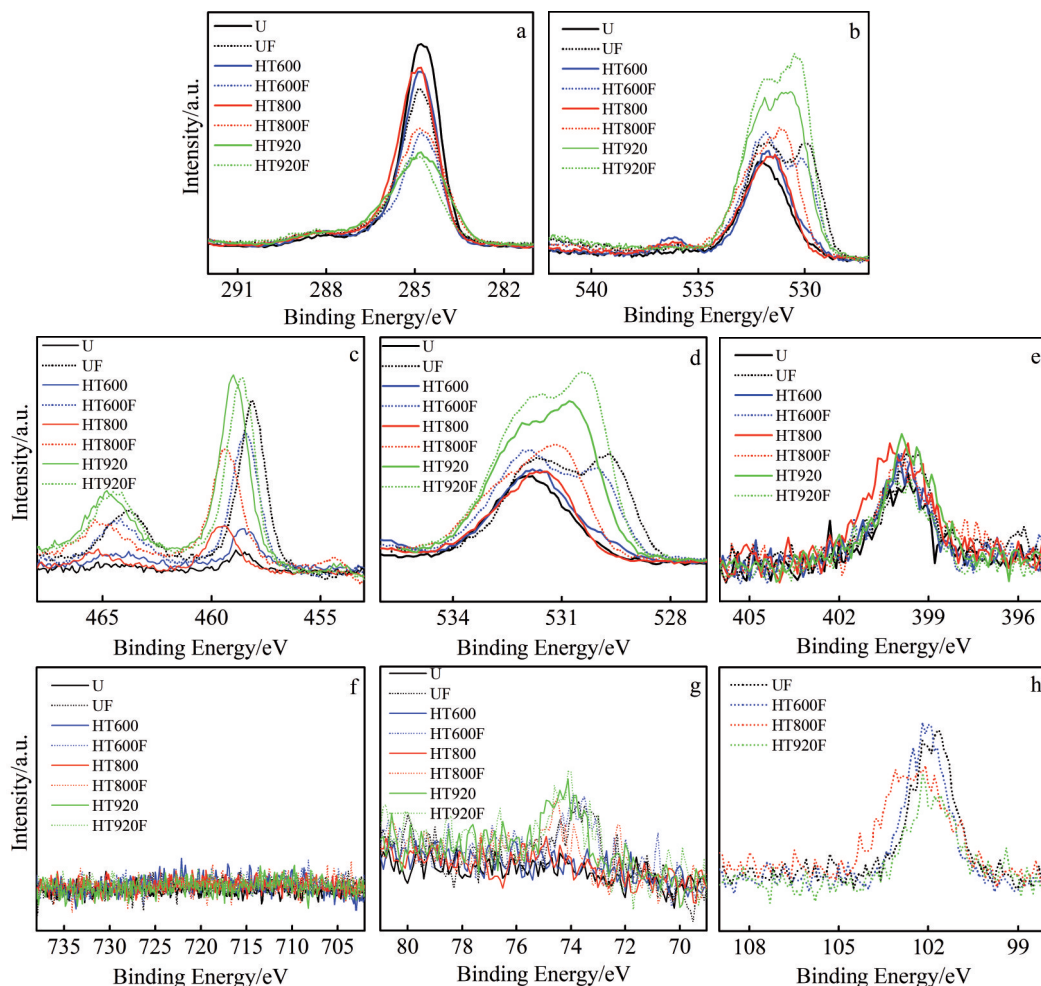 a
U
UF
HT600
HT600F
HT800
HT800F
HT920
HT920F
Intensity/a.u.
291 288 285 282
Binding Energy/eV
b
U
UF
HT600
HT600F
HT800
HT800F
HT920
HT920F
540 535 530
Binding Energy/eV
c
U
UF
HT600
HT600F
HT800
HT800F
HT920
HT920F
Intensity/a.u.
465 460 455
Binding Energy/eV
d
U
UF
HT600
HT600F
HT800
HT800F
HT920
HT920F
534 531 528
Binding Energy/eV
e
U
UF
HT600
HT600F
HT800
HT800F
HT920
HT920F
405 402 399 396
Binding Energy/eV
f
U
UF
HT600
HT600F
HT800
HT800F
HT920
HT920F
Intensity/a.u.
735 730 725 720 715 710 705
Binding Energy/eV
g
U
UF
HT600
HT600F
HT800
HT800F
HT920
HT920F
80 78 76 74 72 70
Binding Energy/eV
h
UF
HT600F
HT800F
HT920F
108 105 102 99
Binding Energy/eV